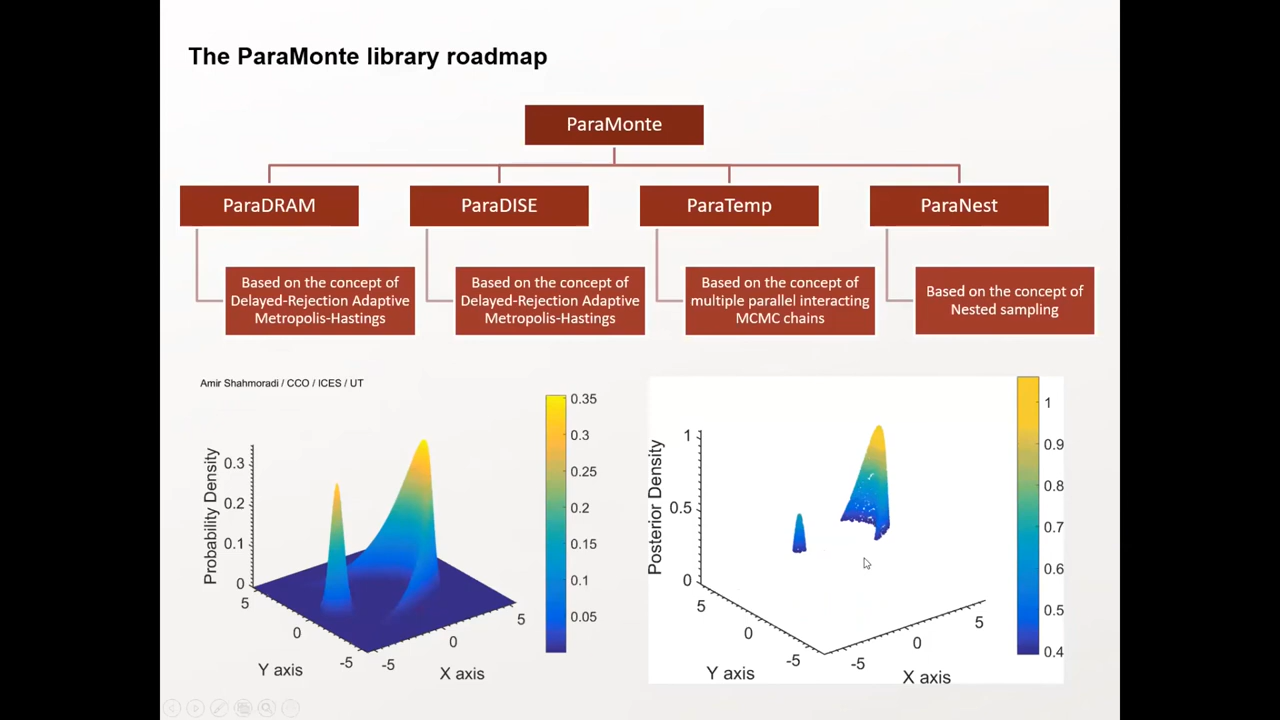 The ParaMonte library roadmap
ParaMonte
ParaDRAM
ParaDISE
ParaTemp
ParaNest
Based on the concept of
Delayed-Rejection Adaptive
Metropolis-Hastings
Based on the concept of
Delayed-Rejection Adaptive
Metropolis-Hastings
Based on the concept of
multiple parallel interacting
MCMC chains
Based on the concept of
Nested sampling
Amir Shahmoradi / CCO / ICES / UT
Probability Density
0.3
0.2
0.1
0
5
0
-5
Y axis
-5
0
5
X axis
0.35
0.3
0.25
0.2
0.15
0.1
0.05
Posterior Density
1
0.5
0
5
0
-5
Y axis
-5
0
5
X axis
1
0.9
0.8
0.7
0.6
0.5
0.4